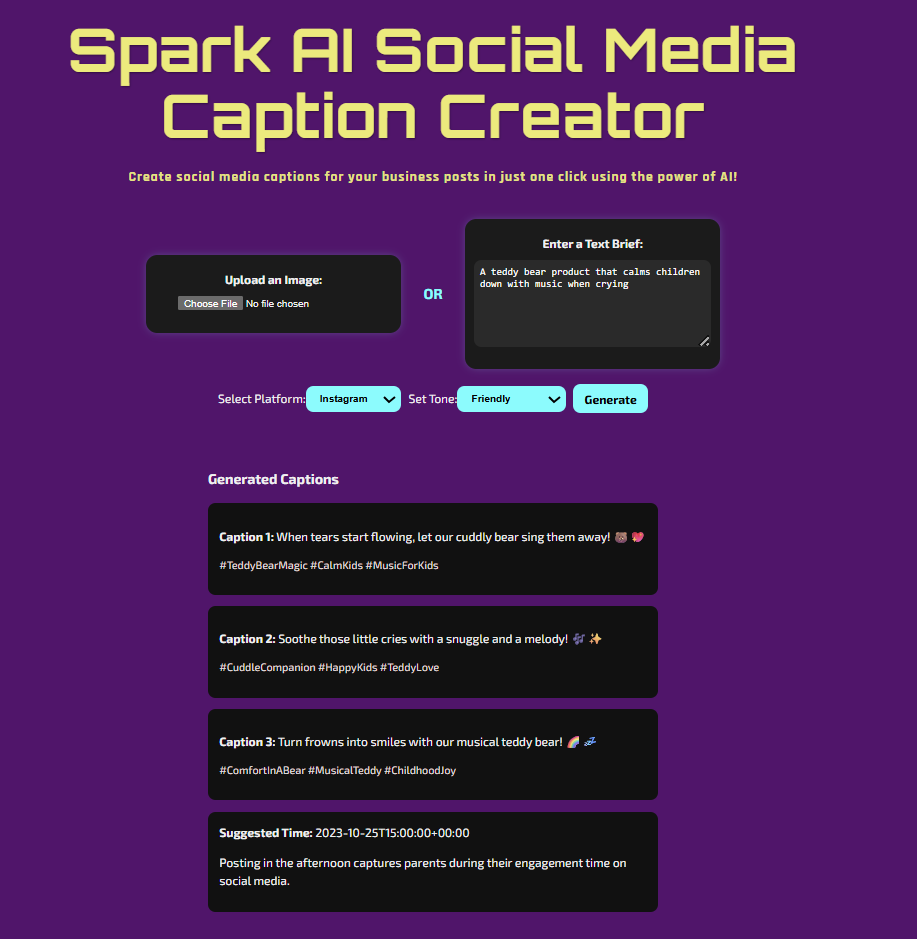 Spark AI Social Media
Caption Creator
Create social media captions for your business posts in just one click using the power of AI!
Upload an Image:
Choose File No file chosen
OR
Enter a Text Brief:
A teddy bear product that calms children
down with music when crying
Select Platform: Instagram Set Tone: Friendly Generate
Generated Captions
Caption 1: When tears start flowing, let our cuddly bear sing them away! 🐻 💖
#TeddyBearMagic #CalmKids #MusicForKids
Caption 2: Soothe those little cries with a snuggle and a melody! 🎶 ✨
#CuddleCompanion #HappyKids #TeddyLove
Caption 3: Turn frowns into smiles with our musical teddy bear! 🌈 💤
#ComfortInABear #MusicalTeddy #ChildhoodJoy
Suggested Time: 2023-10-25T15:00:00+00:00
Posting in the afternoon captures parents during their engagement time on
social media.